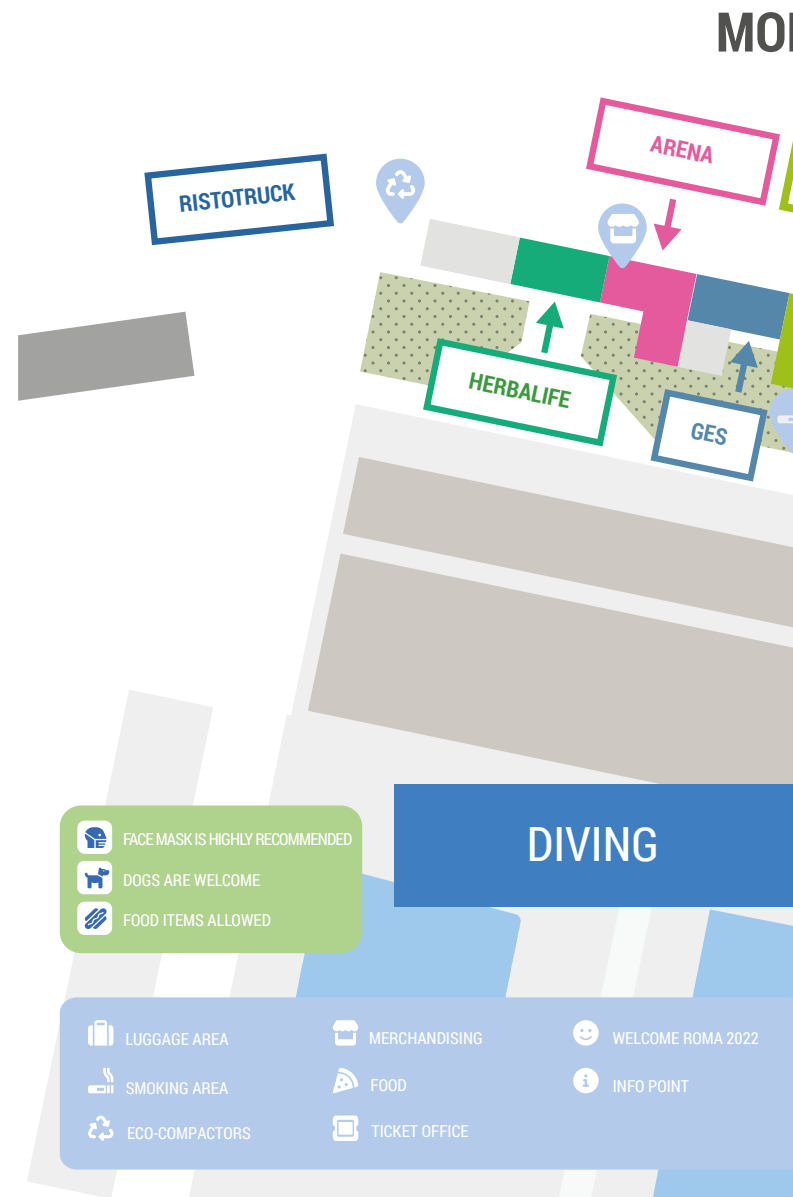 ARENA
RISTOTRUCK
HERBALIFE
GES
DIVING
FACE MASK IS HIGHLY RECOMMENDED
DOGS ARE WELCOME
FOOD ITEMS ALLOWED
LUGGAGE AREA
MERCHANDISING
WELCOME ROMA 2022
SMOKING AREA
FOOD
INFO POINT
ECO-COMPACTORS
TICKET OFFICE